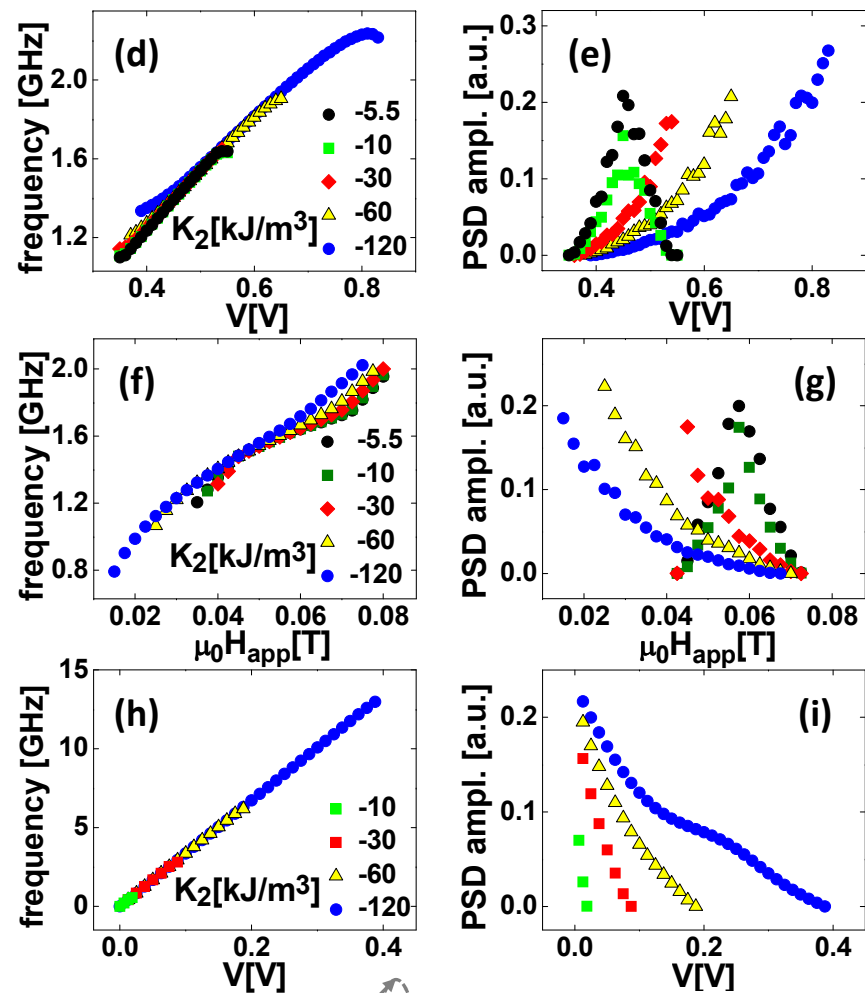 (d)
frequency [GHz]
2.2
1.8
1.4
-5.5
-10
-30
-60
-120
K₂[kJ/m³]
0.4 0.6 0.8
V[V]
(e)
PSD ampl. [a.u.]
0.3
0.2
0.1
0.0
0.4 0.6 0.8
V[V]
(f)
frequency [GHz]
2.0
1.6
1.2
0.8
-5.5
-10
-30
-60
-120
K₂[kJ/m³]
0.02 0.04 0.06 0.08
μ₀Hₐₚₚ[T]
(g)
PSD ampl. [a.u.]
0.2
0.1
0.0
0.02 0.04 0.06 0.08
μ₀Hₐₚₚ[T]
(h)
frequency [GHz]
15
10
5
0
-10
-30
-60
-120
K₂[kJ/m³]
0.0 0.2 0.4
V[V]
(i)
PSD ampl. [a.u.]
0.2
0.1
0.0
0.0 0.2 0.4
V[V]